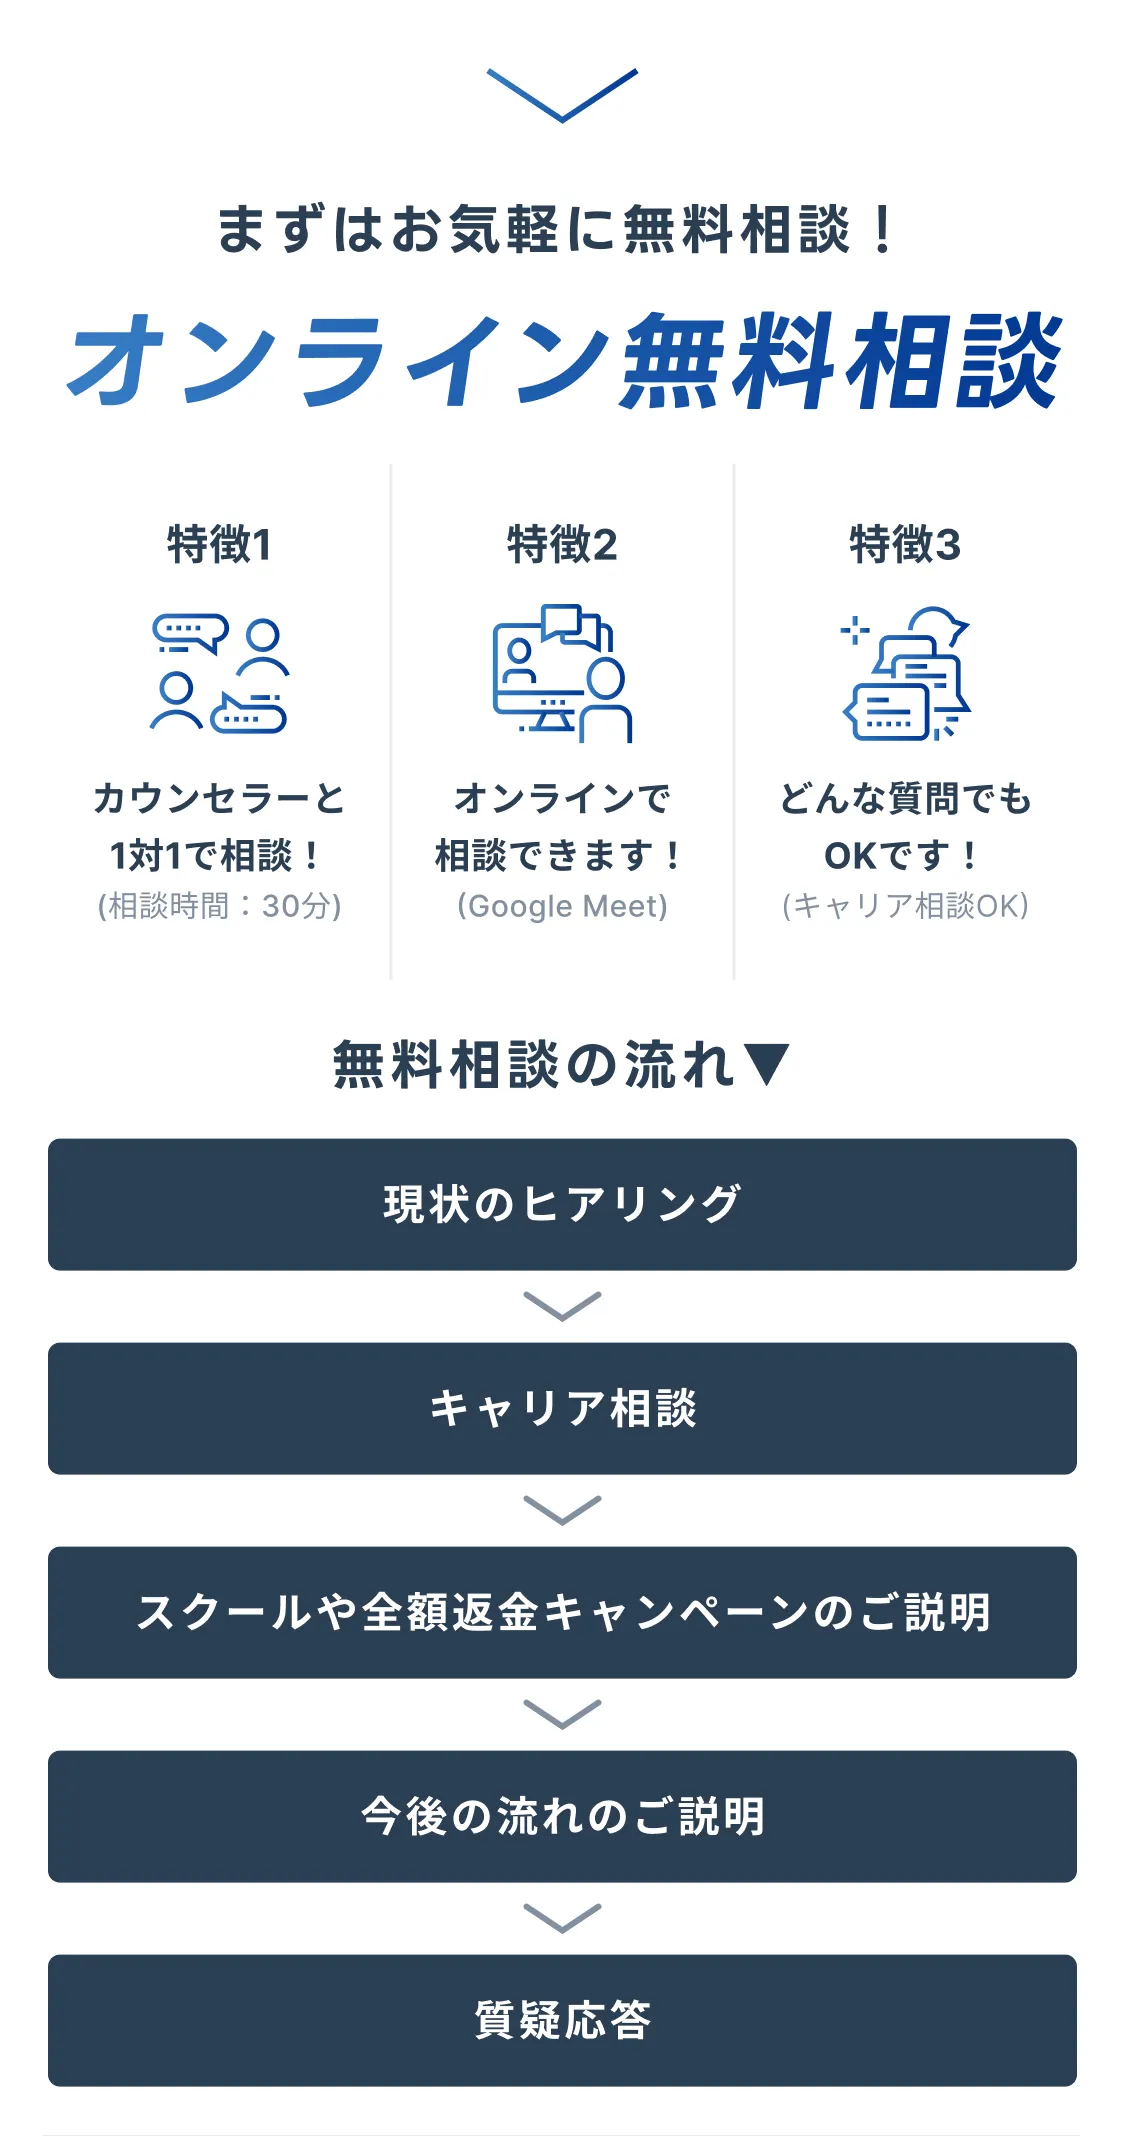 まずはお気軽に無料相談！
オンライン無料相談
特徴1
カウンセラーと
1対1で相談！
(相談時間：30分)
特徴2
オンラインで
相談できます！
(Google Meet)
特徴3
どんな質問でも
OKです！
(キャリア相談OK)
無料相談の流れ▼
現状のヒアリング
キャリア相談
スクールや全額返金キャンペーンのご説明
今後の流れのご説明
質疑応答